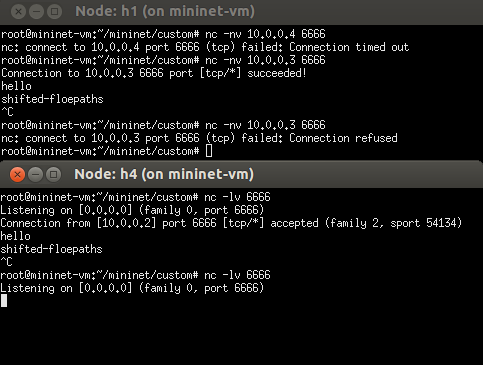 Node: h1 (on mininet-vm)
root@mininet-vm:~/mininet/custom# nc -nv 10.0.0.4 6666
nc: connect to 10.0.0.4 port 6666 (tcp) failed: Connection timed out
root@mininet-vm:~/mininet/custom# nc -nv 10.0.0.3 6666
Connection to 10.0.0.3 6666 port [tcp/*] succeeded!
hello
shifted-floepaths
^C
root@mininet-vm:~/mininet/custom# nc -nv 10.0.0.3 6666
nc: connect to 10.0.0.3 port 6666 (tcp) failed: Connection refused
root@mininet-vm:~/mininet/custom#
Node: h4 (on mininet-vm)
root@mininet-vm:~/mininet/custom# nc -lv 6666
Listening on [0.0.0.0] (family 0, port 6666)
Connection from [10.0.0.2] port 6666 [tcp/*] accepted (family 2, sport 54134)
hello
shifted-floepaths
^C
root@mininet-vm:~/mininet/custom# nc -lv 6666
Listening on [0.0.0.0] (family 0, port 6666)